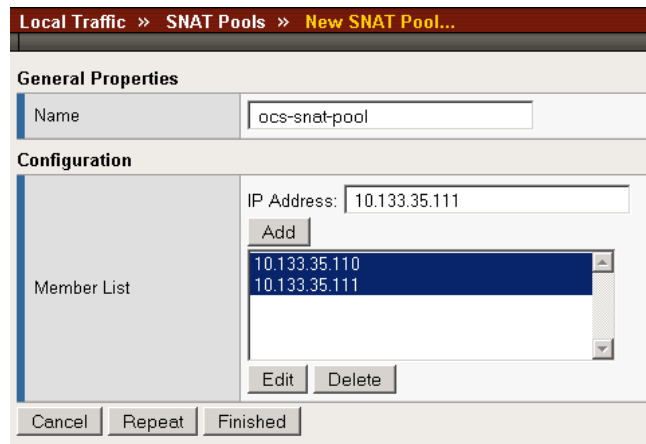 Local Traffic » SNAT Pools » New SNAT Pool...
General Properties
Name ocs-snat-pool
Configuration
IP Address: 10.133.35.111
Add
10.133.35.110
10.133.35.111
Member List
Edit Delete
Cancel Repeat Finished